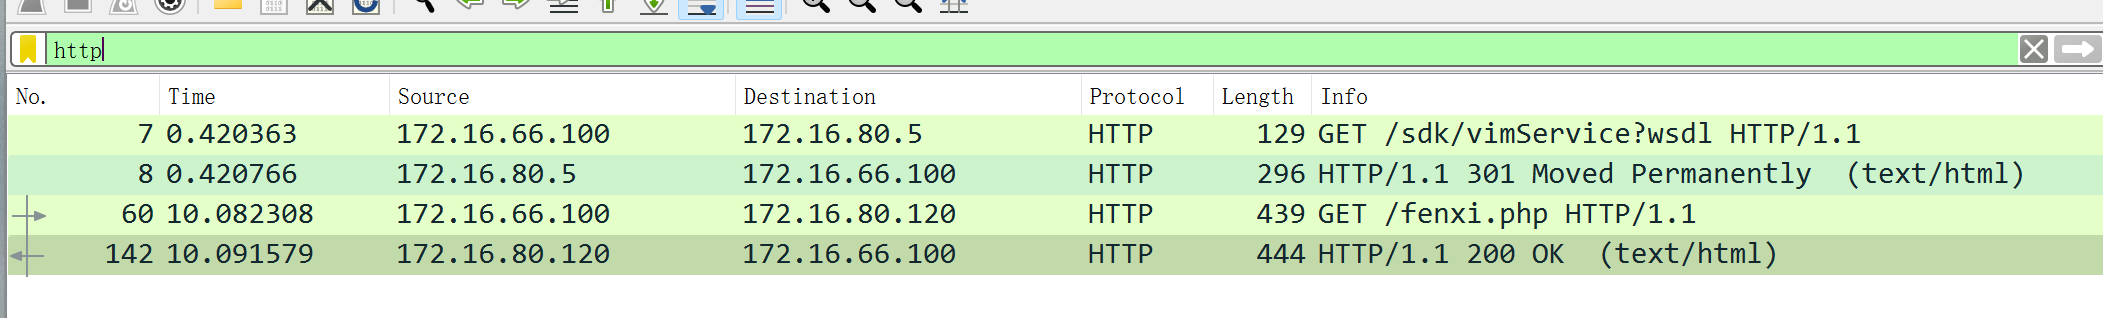 http
No. Time Source Destination Protocol Length Info
7 0.420363 172.16.66.100 172.16.80.5 HTTP 129 GET /sdk/vimService?wsdl HTTP/1.1
8 0.420766 172.16.80.5 172.16.66.100 HTTP 296 HTTP/1.1 301 Moved Permanently (text/html)
60 10.082308 172.16.66.100 172.16.80.120 HTTP 439 GET /fenxi.php HTTP/1.1
142 10.091579 172.16.80.120 172.16.66.100 HTTP 444 HTTP/1.1 200 OK (text/html)